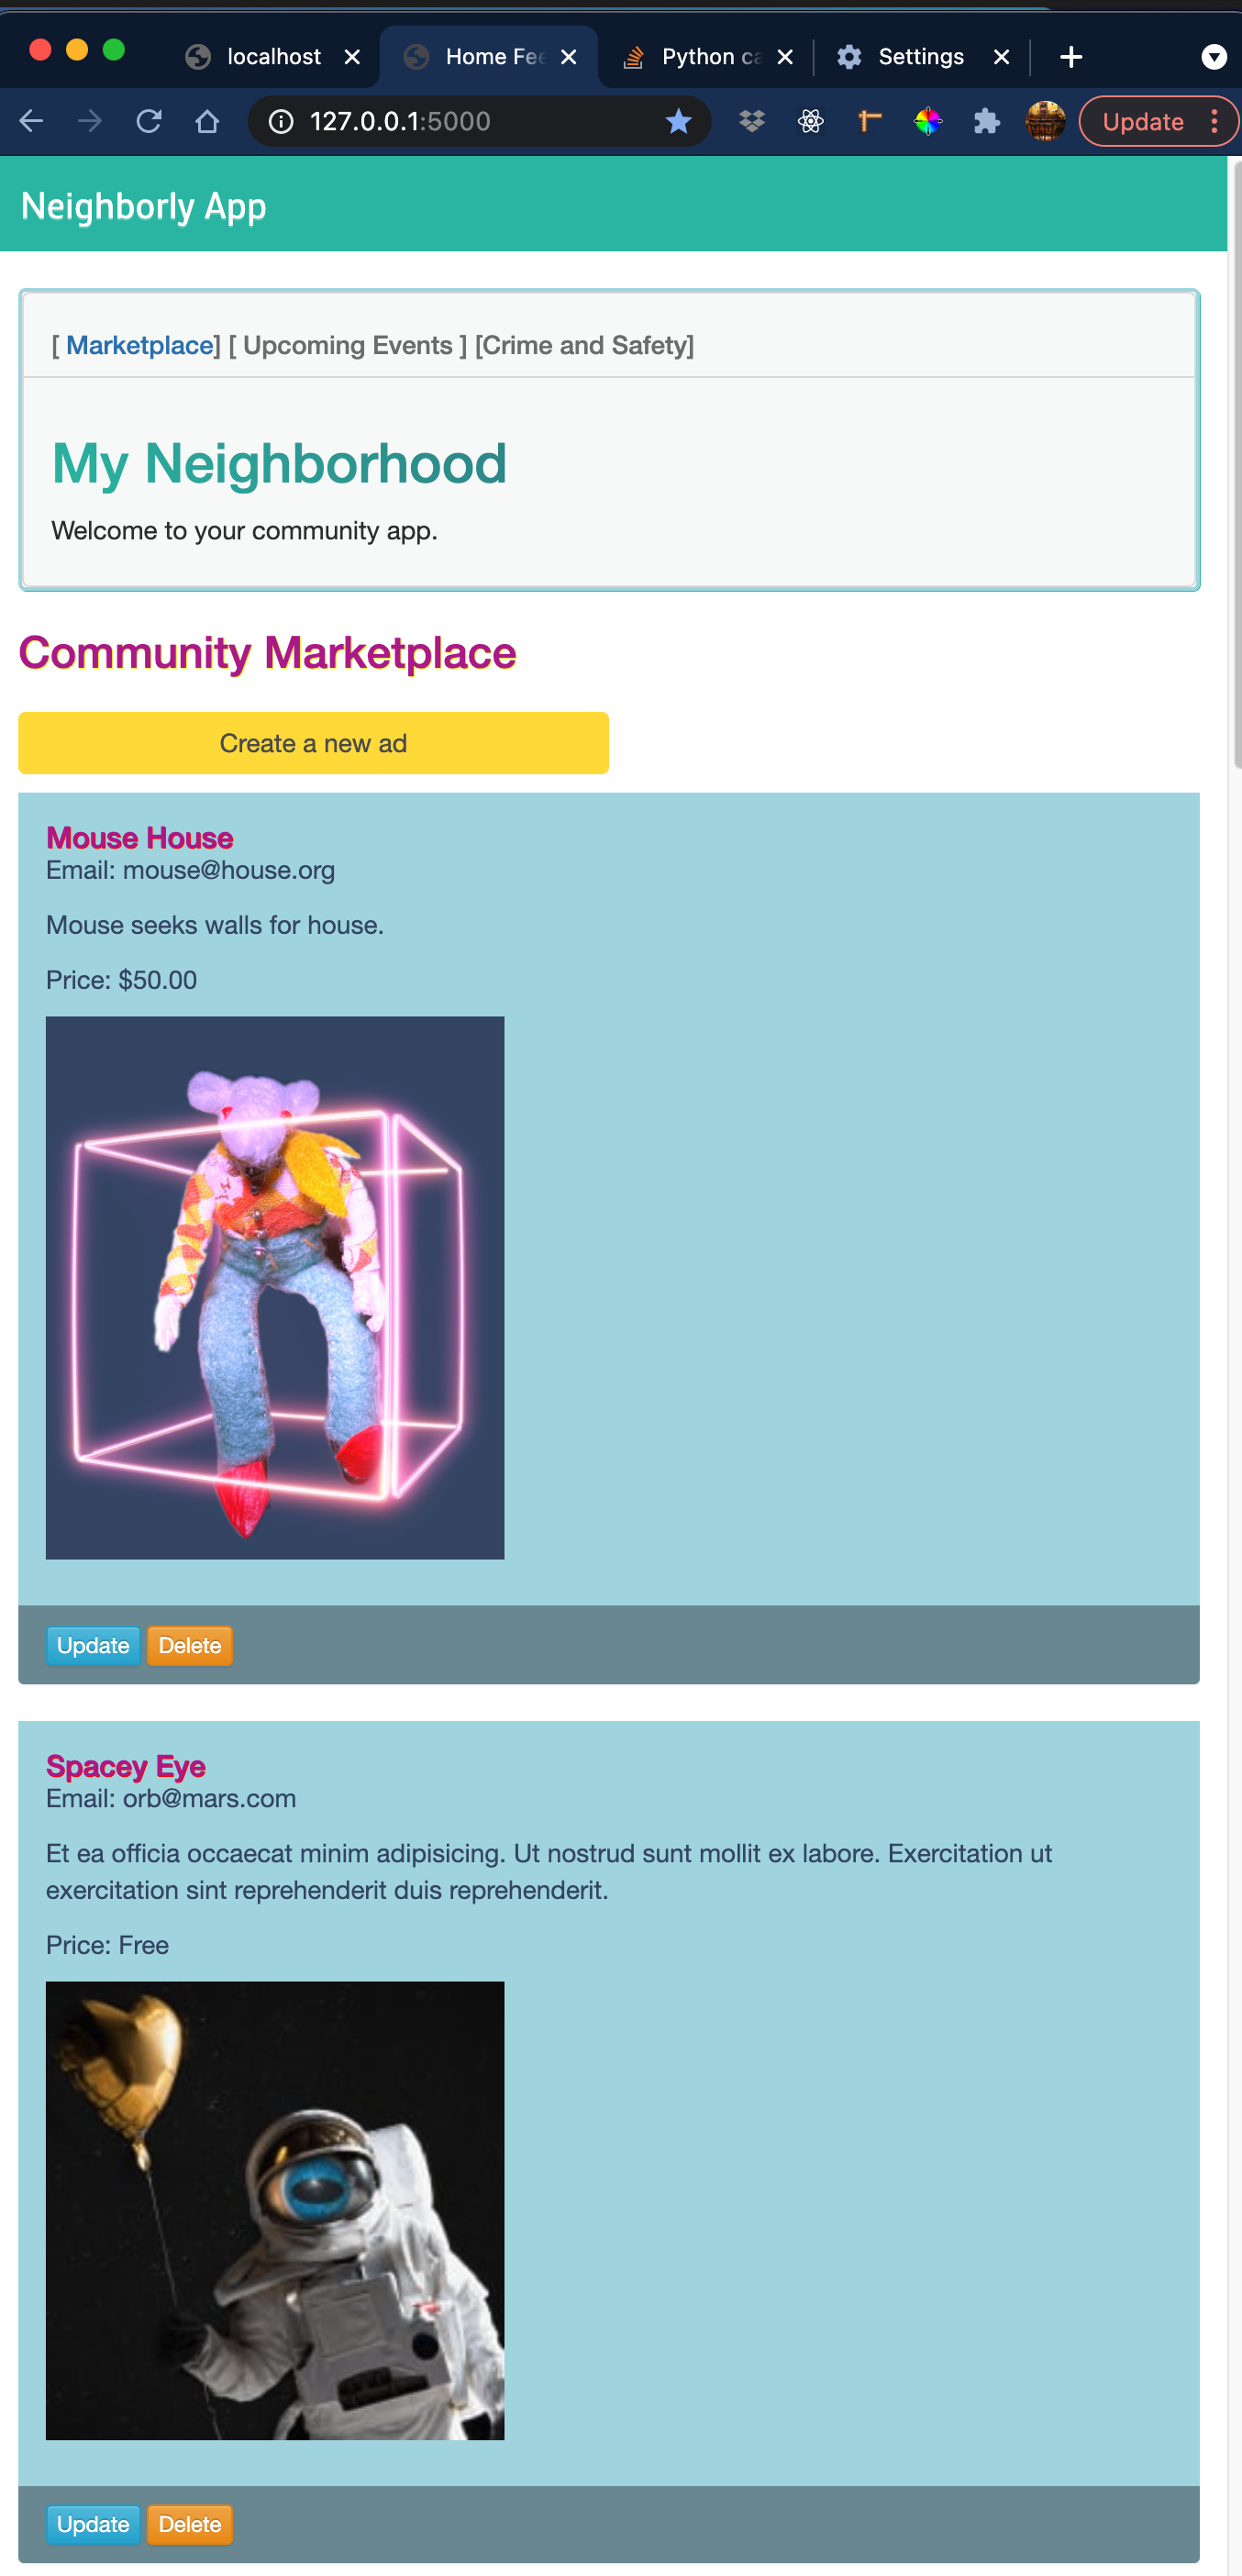 localhost
Home Fee
Python ca
Settings
127.0.0.1:5000
Update
Neighborly App
[ Marketplace] [ Upcoming Events ] [Crime and Safety]
My Neighborhood
Welcome to your community app.
Community Marketplace
Create a new ad
Mouse House
Email: mouse@house.org
Mouse seeks walls for house.
Price: $50.00
Update Delete
Spacey Eye
Email: orb@mars.com
Et ea officia occaecat minim adipisicing. Ut nostrud sunt mollit ex labore. Exercitation ut
exercitation sint reprehenderit duis reprehenderit.
Price: Free
Update Delete